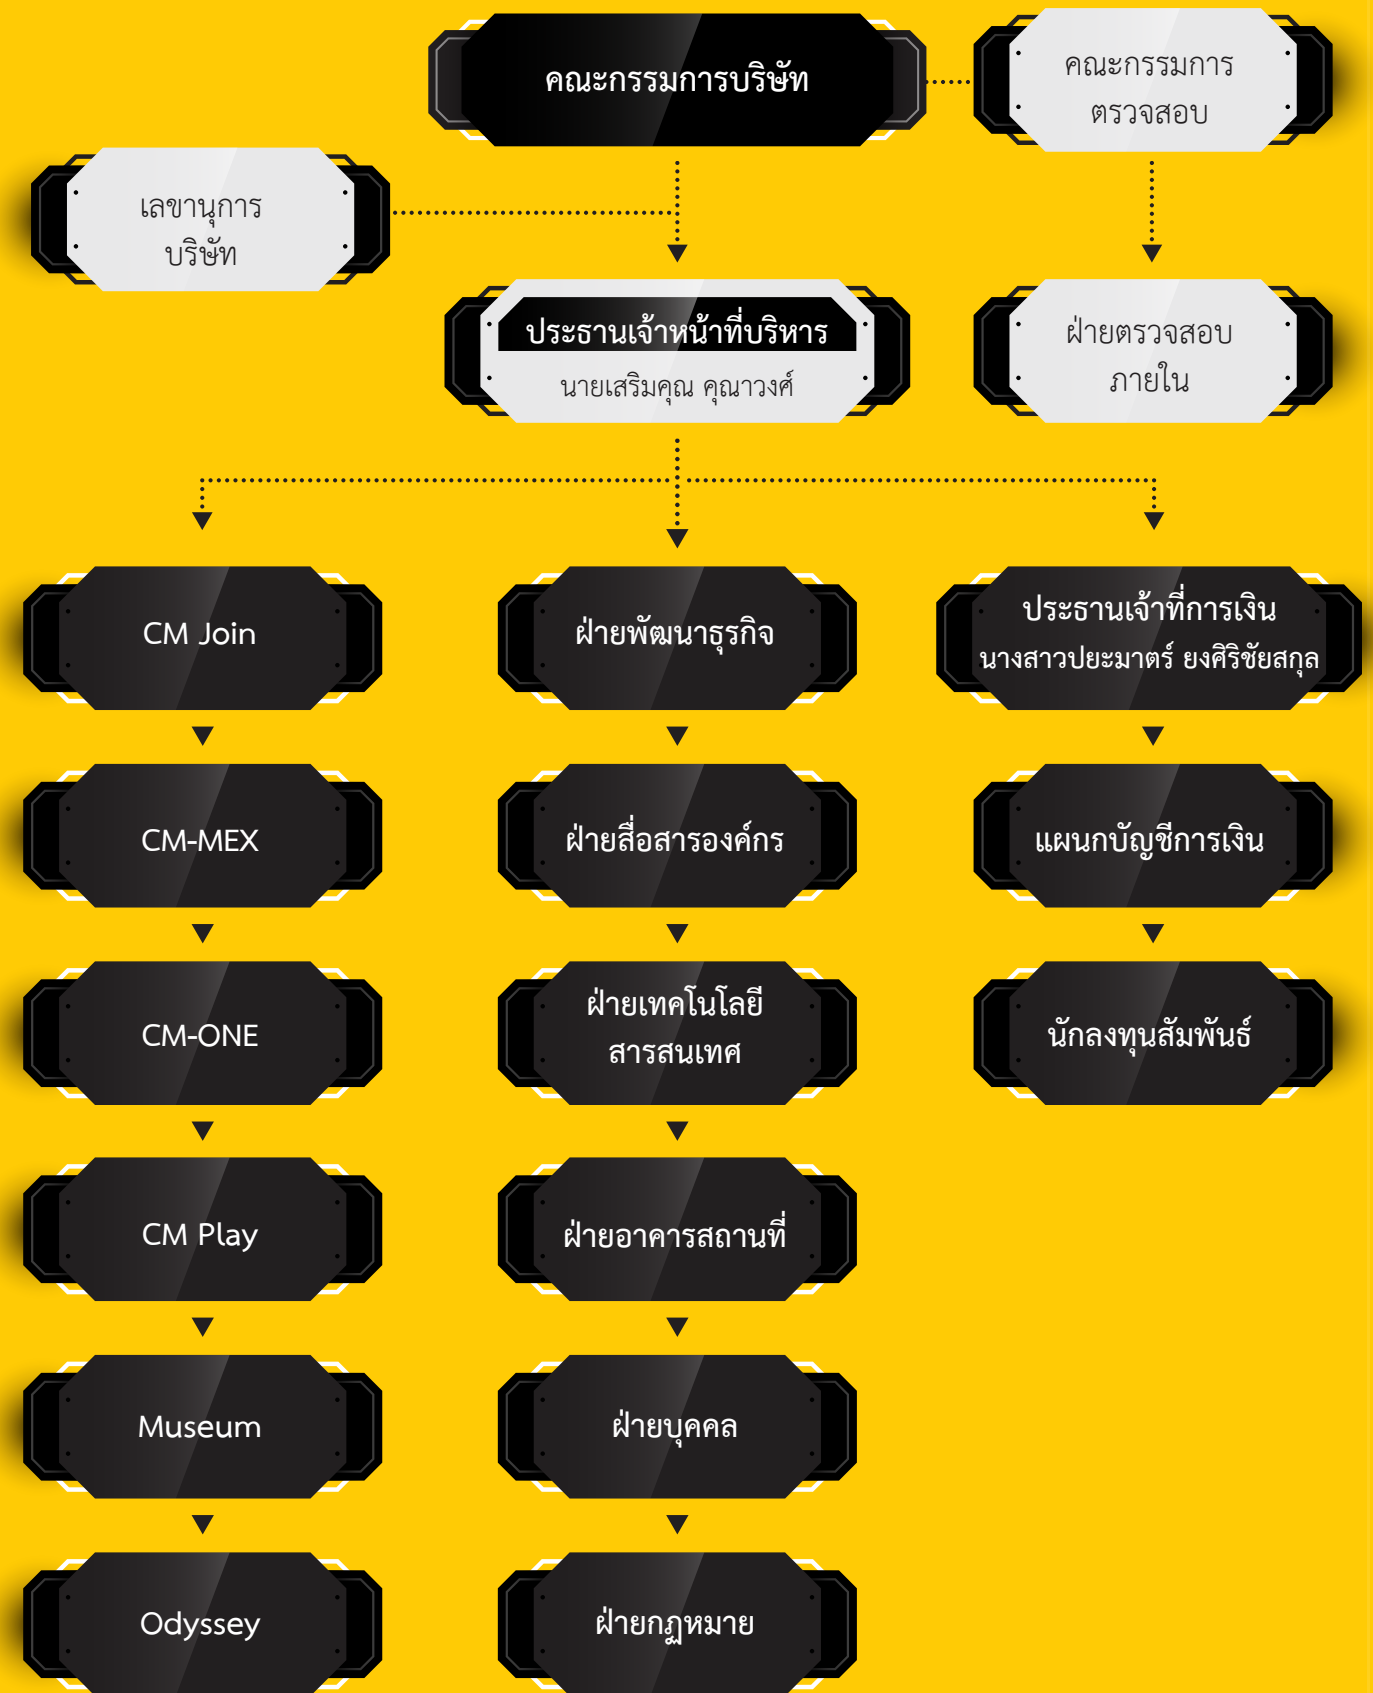 คณะกรรมการบริษัท
คณะกรรมการ
ตรวจสอบ
เลขานุการ
บริษัท
ประธานเจ้าหน้าที่บริหาร
นายเสริมคุณ คุณาวงศ์
ฝ่ายตรวจสอบ
ภายใน
CM Join
ฝ่ายพัฒนาธุรกิจ
ประธานเจ้าที่การเงิน
นางสาวปยะมาตร์ ยงศิริชัยสกุล
CM-MEX
ฝ่ายสื่อสารองค์กร
แผนกบัญชีการเงิน
CM-ONE
ฝ่ายเทคโนโลยี
สารสนเทศ
นักลงทุนสัมพันธ์
CM Play
ฝ่ายอาคารสถานที่
Museum
ฝ่ายบุคคล
Odyssey
ฝ่ายกฏหมาย